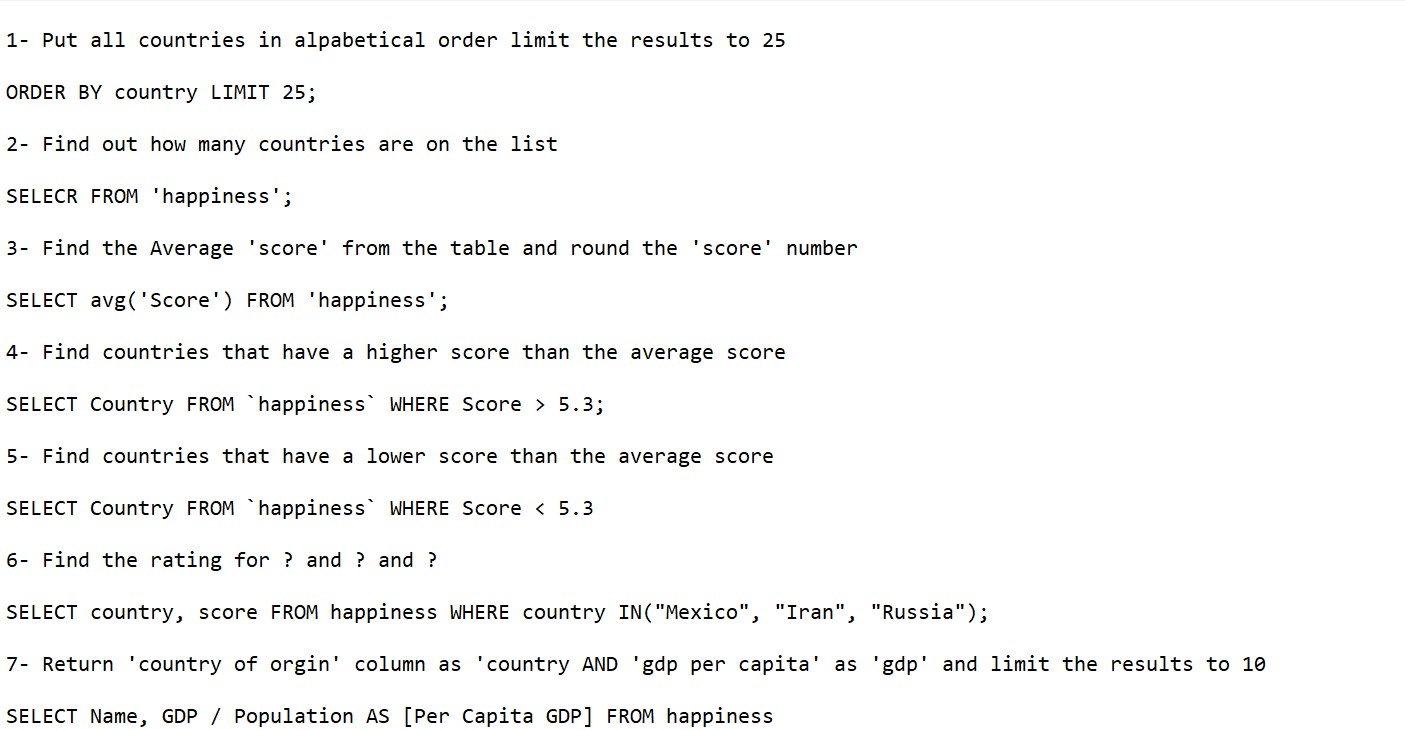 1- Put all countries in alpabetical order limit the results to 25
ORDER BY country LIMIT 25;
2- Find out how many countries are on the list
SELECR FROM 'happiness';
3- Find the Average 'score' from the table and round the 'score' number
SELECT avg('Score') FROM 'happiness';
4- Find countries that have a higher score than the average score
SELECT Country FROM `happiness` WHERE Score > 5.3;
5- Find countries that have a lower score than the average score
SELECT Country FROM `happiness` WHERE Score < 5.3
6- Find the rating for ? and ? and ?
SELECT country, score FROM happiness WHERE country IN("Mexico", "Iran", "Russia");
7- Return 'country of orgin' column as 'country AND 'gdp per capita' as 'gdp' and limit the results to 10
SELECT Name, GDP / Population AS [Per Capita GDP] FROM happiness